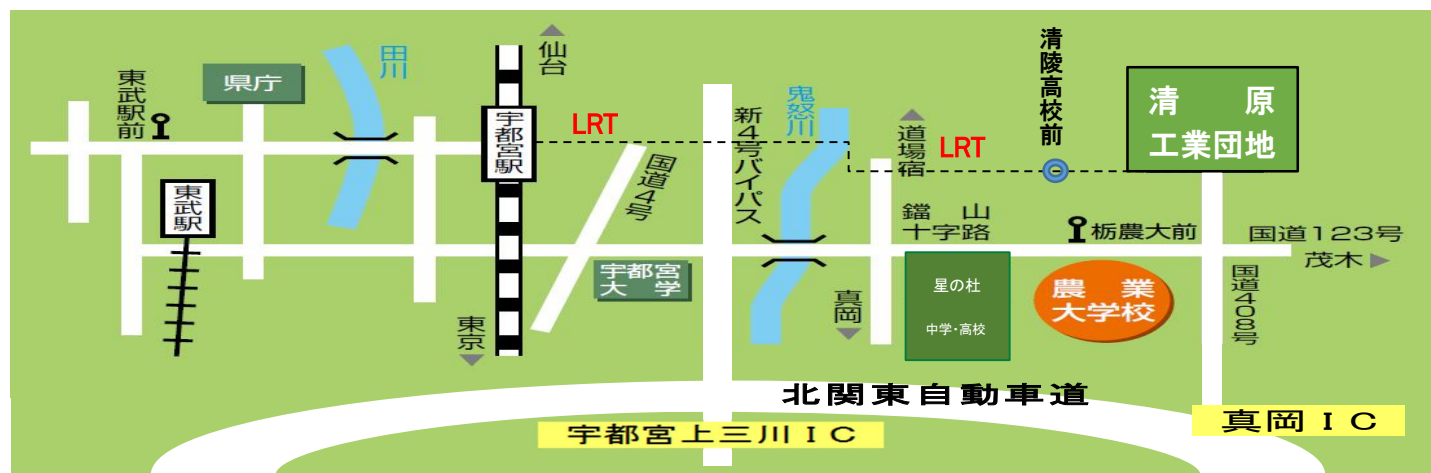 仙台
田川
県庁
東武駅前
東武駅
宇都宮駅
LRT
国道4号
新4号バイパス
鬼怒川
道場宿
LRT
清陵高校前
清　原
工業団地
鐺　山
十字路
栃農大前
国道123号
茂木
国道408号
宇都宮
大　学
星の杜
中学・高校
農　業
大学校
東京
真岡
北関東自動車道
宇都宮上三川ＩＣ
真岡ＩＣ